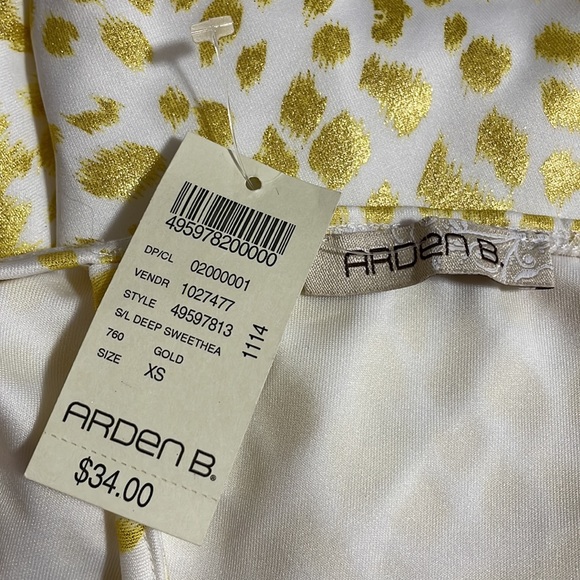 495978200000
DP/CL 02000001
VENDR 1027477
STYLE 49597813
S/L DEEP SWEETHEA
760 GOLD
SIZE XS
1114
ARDEN B.
$34.00
ARDEN B.